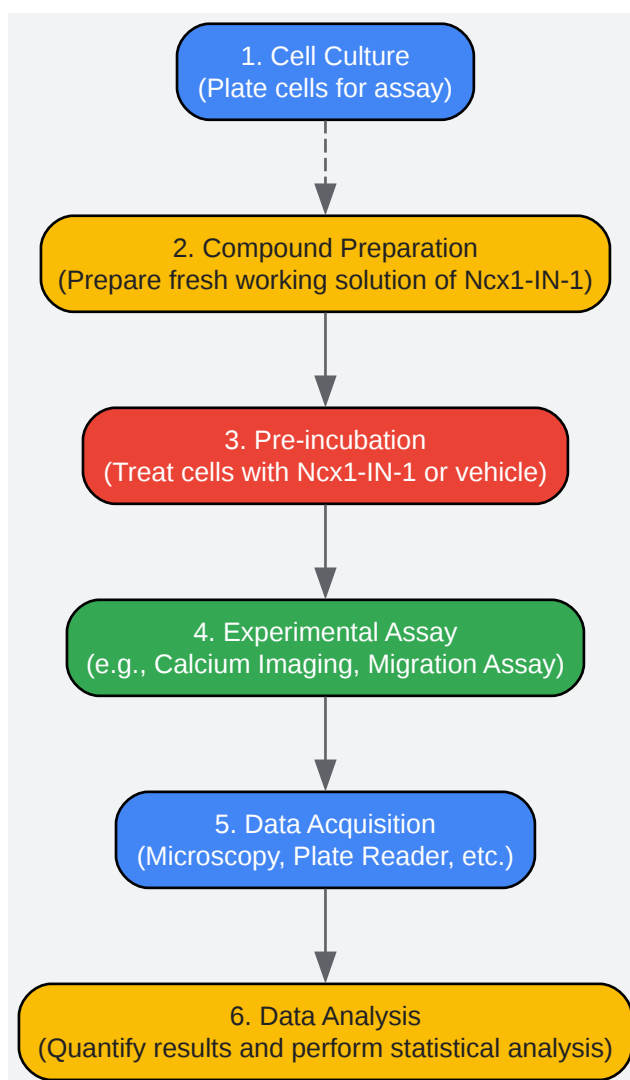 1. Cell Culture
(Plate cells for assay)
2. Compound Preparation
(Prepare fresh working solution of Ncx1-IN-1)
3. Pre-incubation
(Treat cells with Ncx1-IN-1 or vehicle)
4. Experimental Assay
(e.g., Calcium Imaging, Migration Assay)
5. Data Acquisition
(Microscopy, Plate Reader, etc.)
6. Data Analysis
(Quantify results and perform statistical analysis)